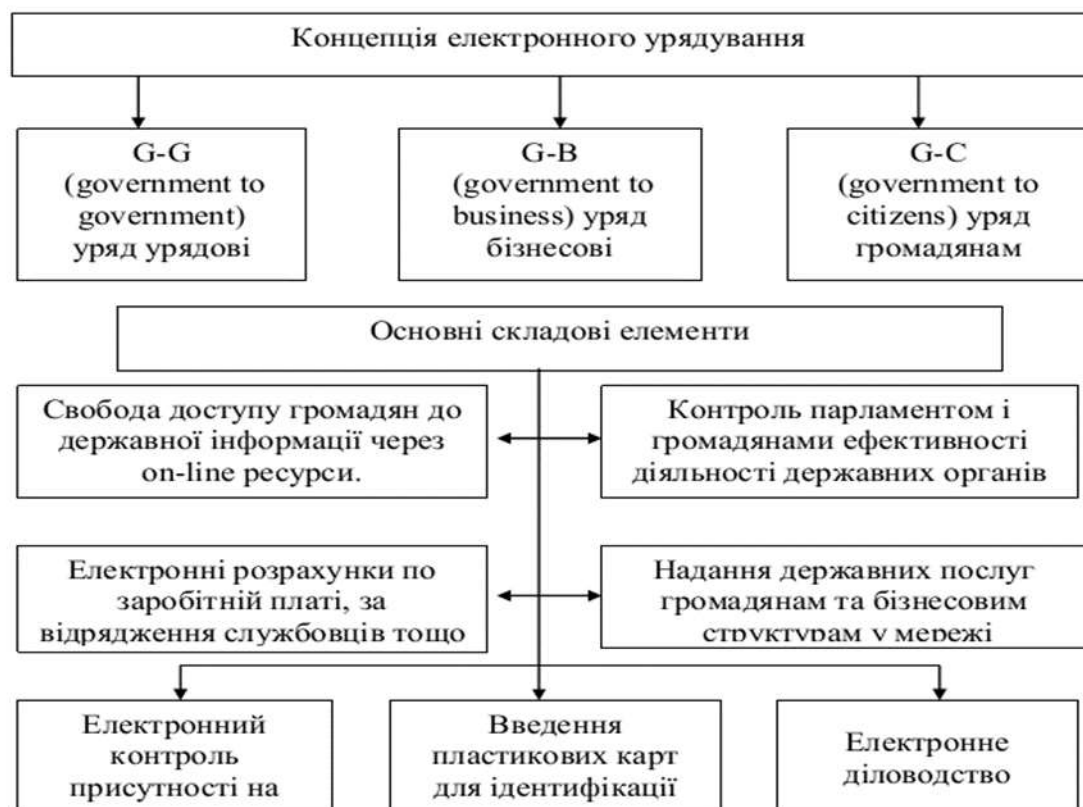 Концепція електронного урядування
G-G
(government to
government)
уряд урядові
G-B
(government to
business) уряд
бізнесові
G-C
(government to
citizens) уряд
громадянам
Основні складові елементи
Свобода доступу громадян до
державної інформації через
on-line ресурси.
Контроль парламентом і
громадянами ефективності
діяльності державних органів
Електронні розрахунки по
заробітній платі, за
відрядження службовців тощо
Надання державних послуг
громадянам та бізнесовим
структурам у мережі
Електронний
контроль
присутності на
Введення
пластикових карт
для ідентифікації
Електронне
діловодство